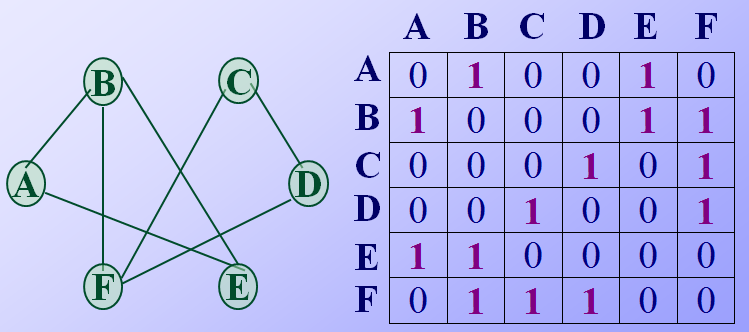 B C
A D
F E
A B C D E F
A 0 1 0 0 1 0
B 1 0 0 0 1 1
C 0 0 0 1 0 1
D 0 0 1 0 0 1
E 1 1 0 0 0 0
F 0 1 1 1 0 0